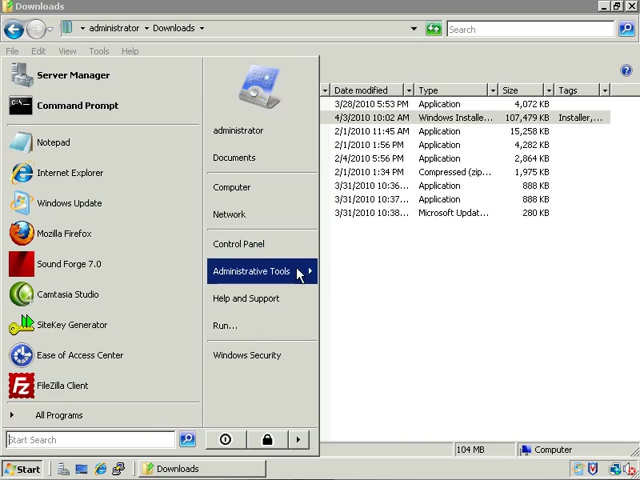 Downloads
administrator
Downloads
Search
File
Edit
View
Tools
Help
Date modified
Type
Size
Tags
3/28/2010 5:53 PM Application 4,072 KB
4/3/2010 10:02 AM Windows Installe... 107,479 KB Installer,...
2/1/2010 11:45 AM Application 15,258 KB
2/1/2010 1:56 PM Application 4,282 KB
2/4/2010 5:56 PM Application 2,864 KB
2/1/2010 1:34 PM Compressed (zip... 1,975 KB
3/31/2010 10:36... Application 888 KB
3/31/2010 10:37... Application 888 KB
3/31/2010 10:38... Microsoft Updat... 280 KB
Server Manager
Command Prompt
Notepad
Internet Explorer
Windows Update
Mozilla Firefox
Sound Forge 7.0
Camtasia Studio
SiteKey Generator
Ease of Access Center
FileZilla Client
All Programs
Start Search
administrator
Documents
Computer
Network
Control Panel
Administrative Tools
Help and Support
Run...
Windows Security
104 MB
Computer
Start
Downloads